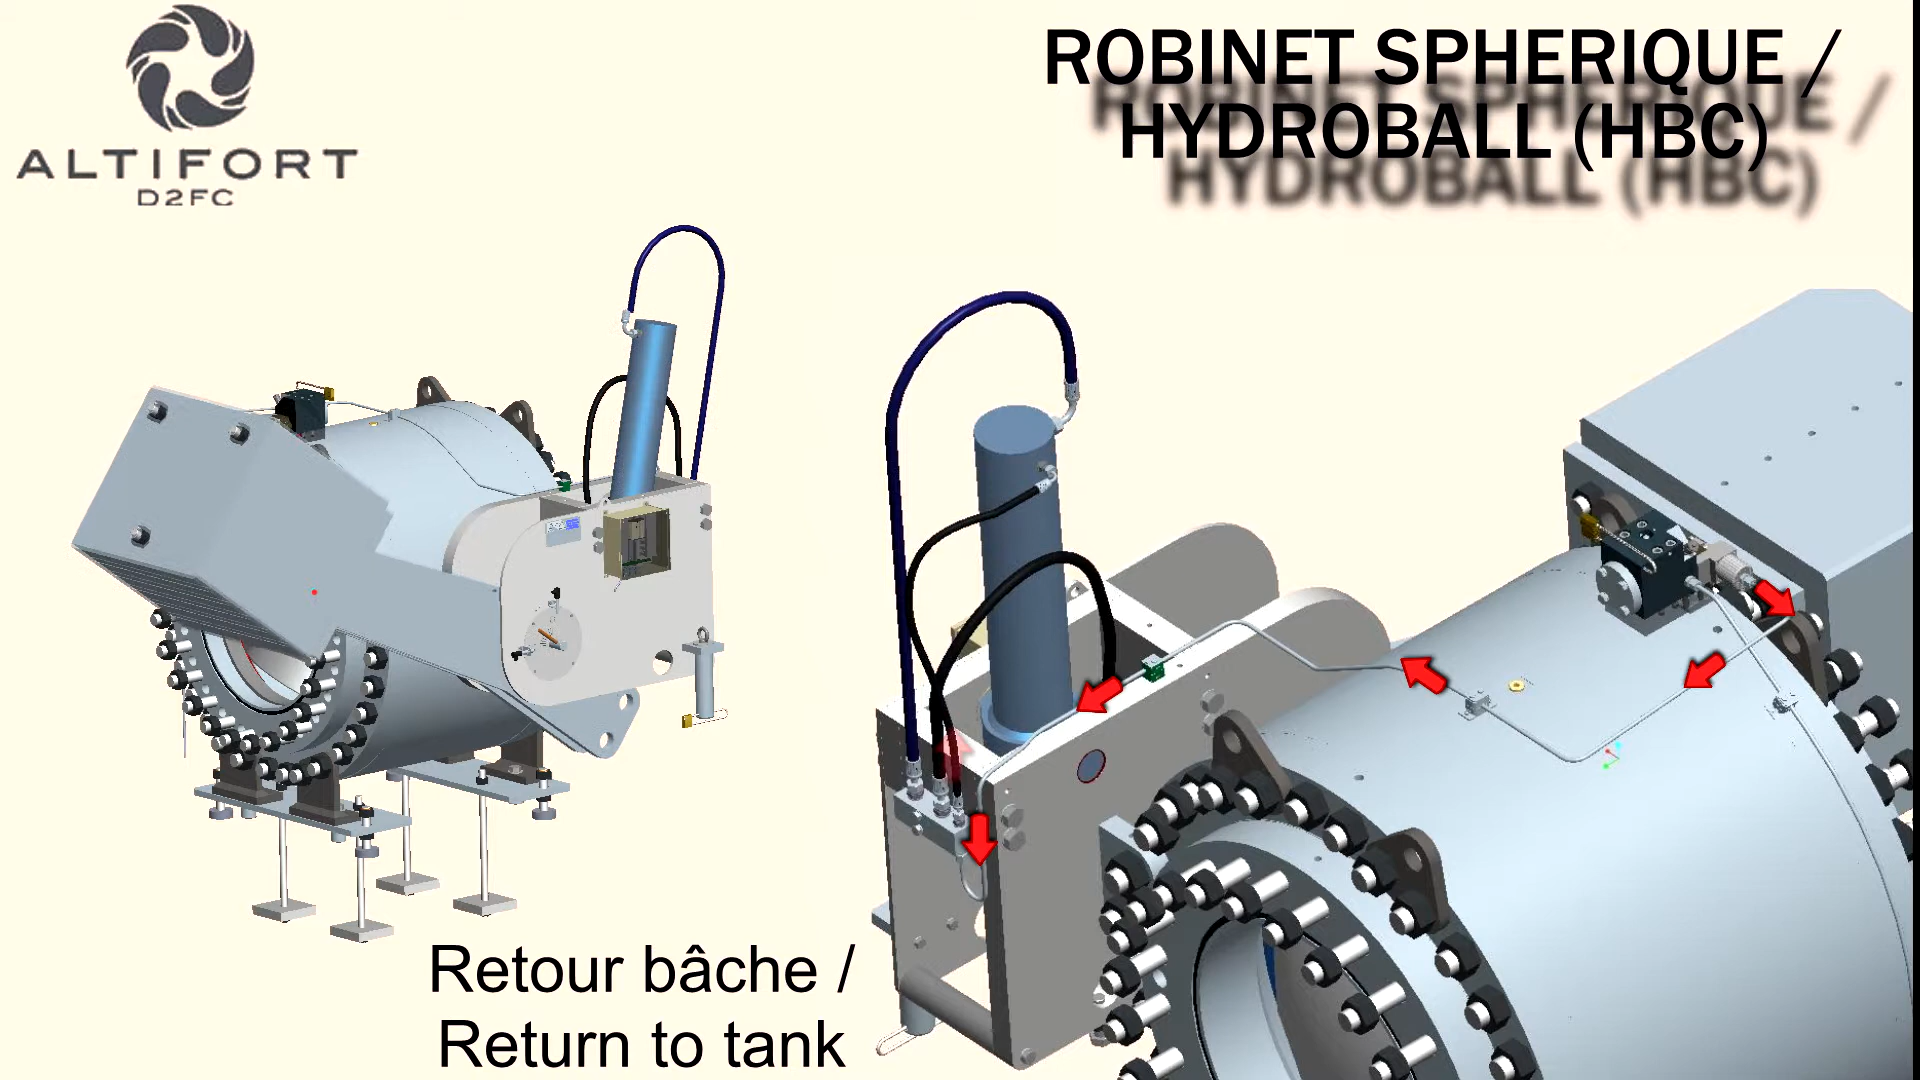 ALTIFORT
D2FC
ROBINET SPHERIQUE /
HYDROBALL (HBC)
Retour bâche /
Return to tank